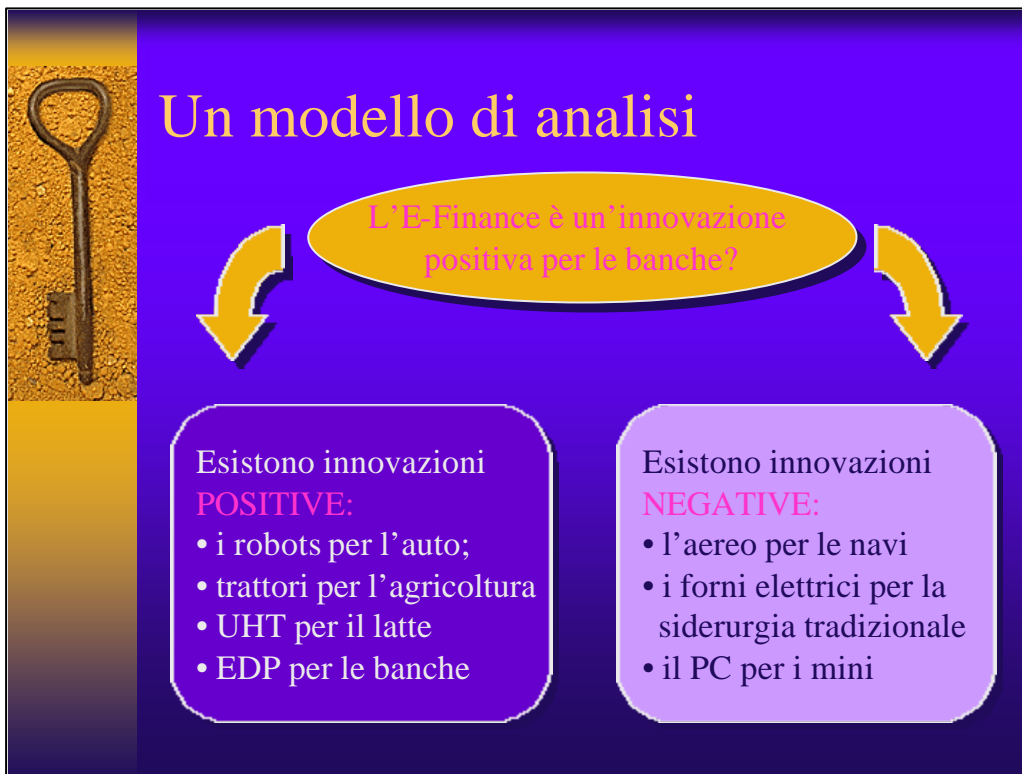 Un modello di analisi
L'E-Finance è un'innovazione
positiva per le banche?
Esistono innovazioni
POSITIVE:
• i robots per l'auto;
• trattori per l'agricoltura
• UHT per il latte
• EDP per le banche
Esistono innovazioni
NEGATIVE:
• l'aereo per le navi
• i forni elettrici per la
siderurgia tradizionale
• il PC per i mini